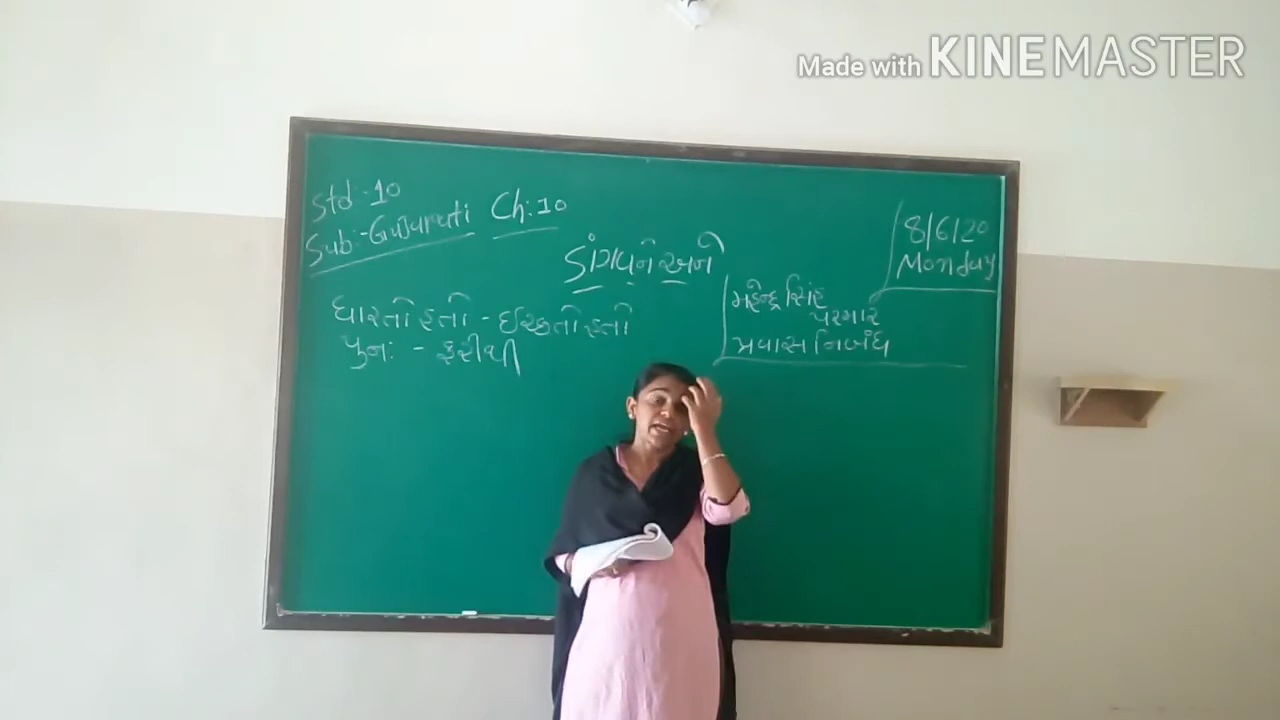 Made with KINEMASTER
Std:-10
Sub:-Gujarati Ch:10
8/6/20
Monday
ડાંગવનો અને
મહેન્દ્રસિંહ
પરમાર
પ્રવાસ નિબંધ
ધારતો હતો - ઈચ્છતો હતો
પુનઃ - ફરીથી